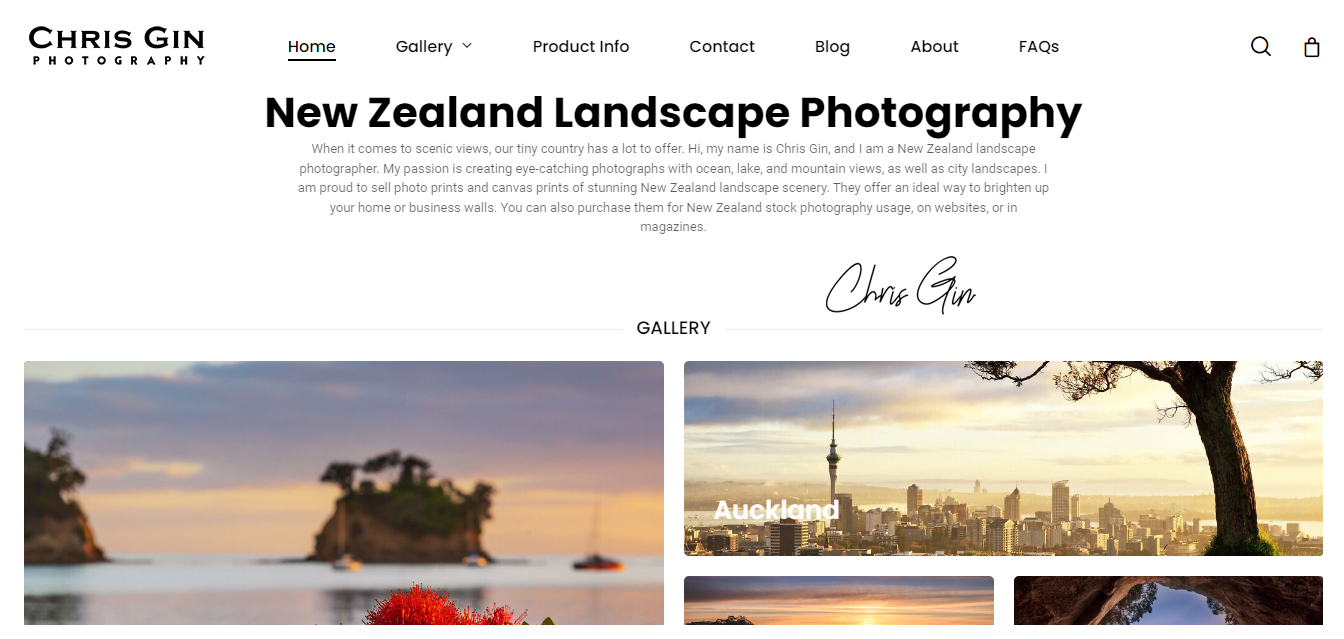 CHRIS GIN
PHOTOGRAPHY
Home Gallery Product Info Contact Blog About FAQs
New Zealand Landscape Photography
When it comes to scenic views, our tiny country has a lot to offer. Hi, my name is Chris Gin, and I am a New Zealand landscape
photographer. My passion is creating eye-catching photographs with ocean, lake, and mountain views, as well as city landscapes. I
am proud to sell photo prints and canvas prints of stunning New Zealand landscape scenery. They offer an ideal way to brighten up
your home or business walls. You can also purchase them for New Zealand stock photography usage, on websites, or in
magazines.
Chris Gin
GALLERY
Auckland